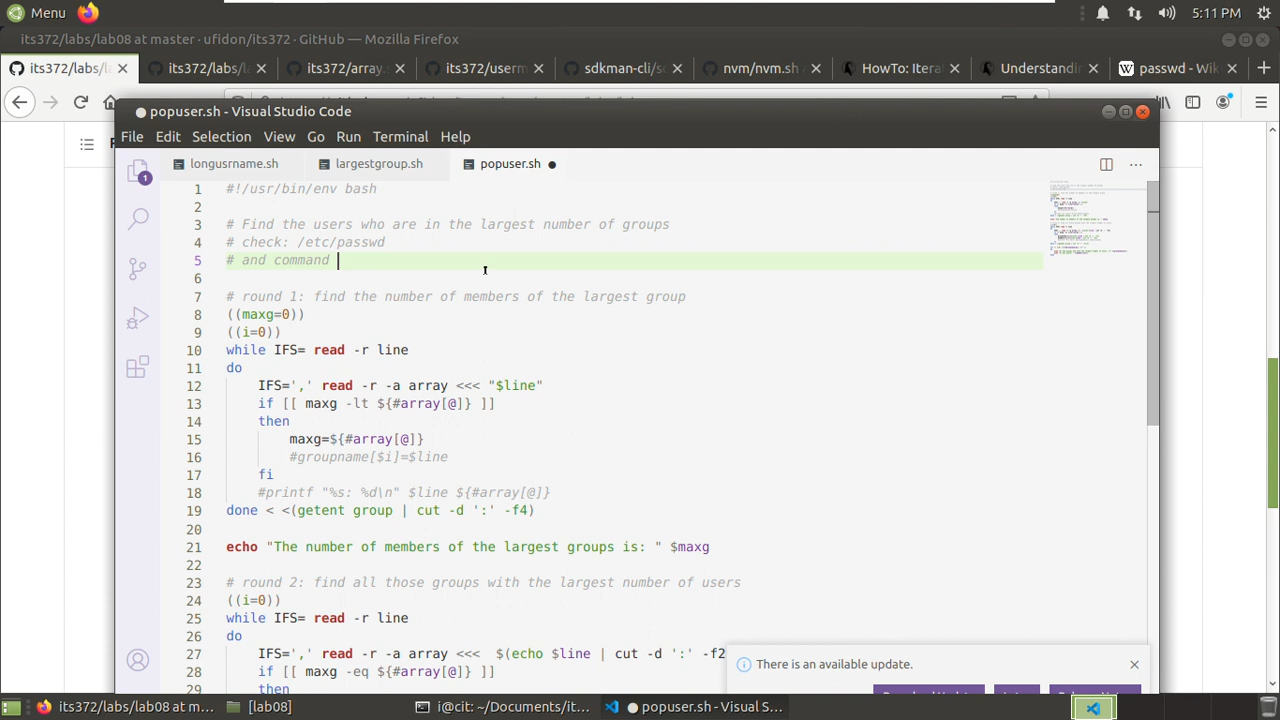 Menu
5:11 PM
its372/labs/lab08 at master · ufidon/its372 · GitHub — Mozilla Firefox
its372/labs/l
its372/labs/l
its372/array.s
its372/userm
sdkman-cli/s
nvm/nvm.sh
HowTo: Itera
Understandin
passwd - Wik
popuser.sh - Visual Studio Code
File Edit Selection View Go Run Terminal Help
longusrname.sh largestgroup.sh popuser.sh
1 #!/usr/bin/env bash
2
3 # Find the users who are in the largest number of groups
4 # check: /etc/passwd
5 # and command
6
7 # round 1: find the number of members of the largest group
8 ((maxg=0))
9 ((i=0))
10 while IFS= read -r line
11 do
12 IFS=',' read -r -a array <<< "$line"
13 if [[ maxg -lt ${#array[@]} ]]
14 then
15 maxg=${#array[@]}
16 #groupname[$i]=$line
17 fi
18 #printf "%s: %d\n" $line ${#array[@]}
19 done < <(getent group | cut -d ':' -f4)
20
21 echo "The number of members of the largest groups is: " $maxg
22
23 # round 2: find all those groups with the largest number of users
24 ((i=0))
25 while IFS= read -r line
26 do
27 IFS=',' read -r -a array <<< $(echo $line | cut -d ':' -f2
28 if [[ maxg -eq ${#array[@]} ]]
29 then
1
There is an available update.
its372/labs/lab08 at m...
[lab08]
i@cit: ~/Documents/it...
popuser.sh - Visual S...